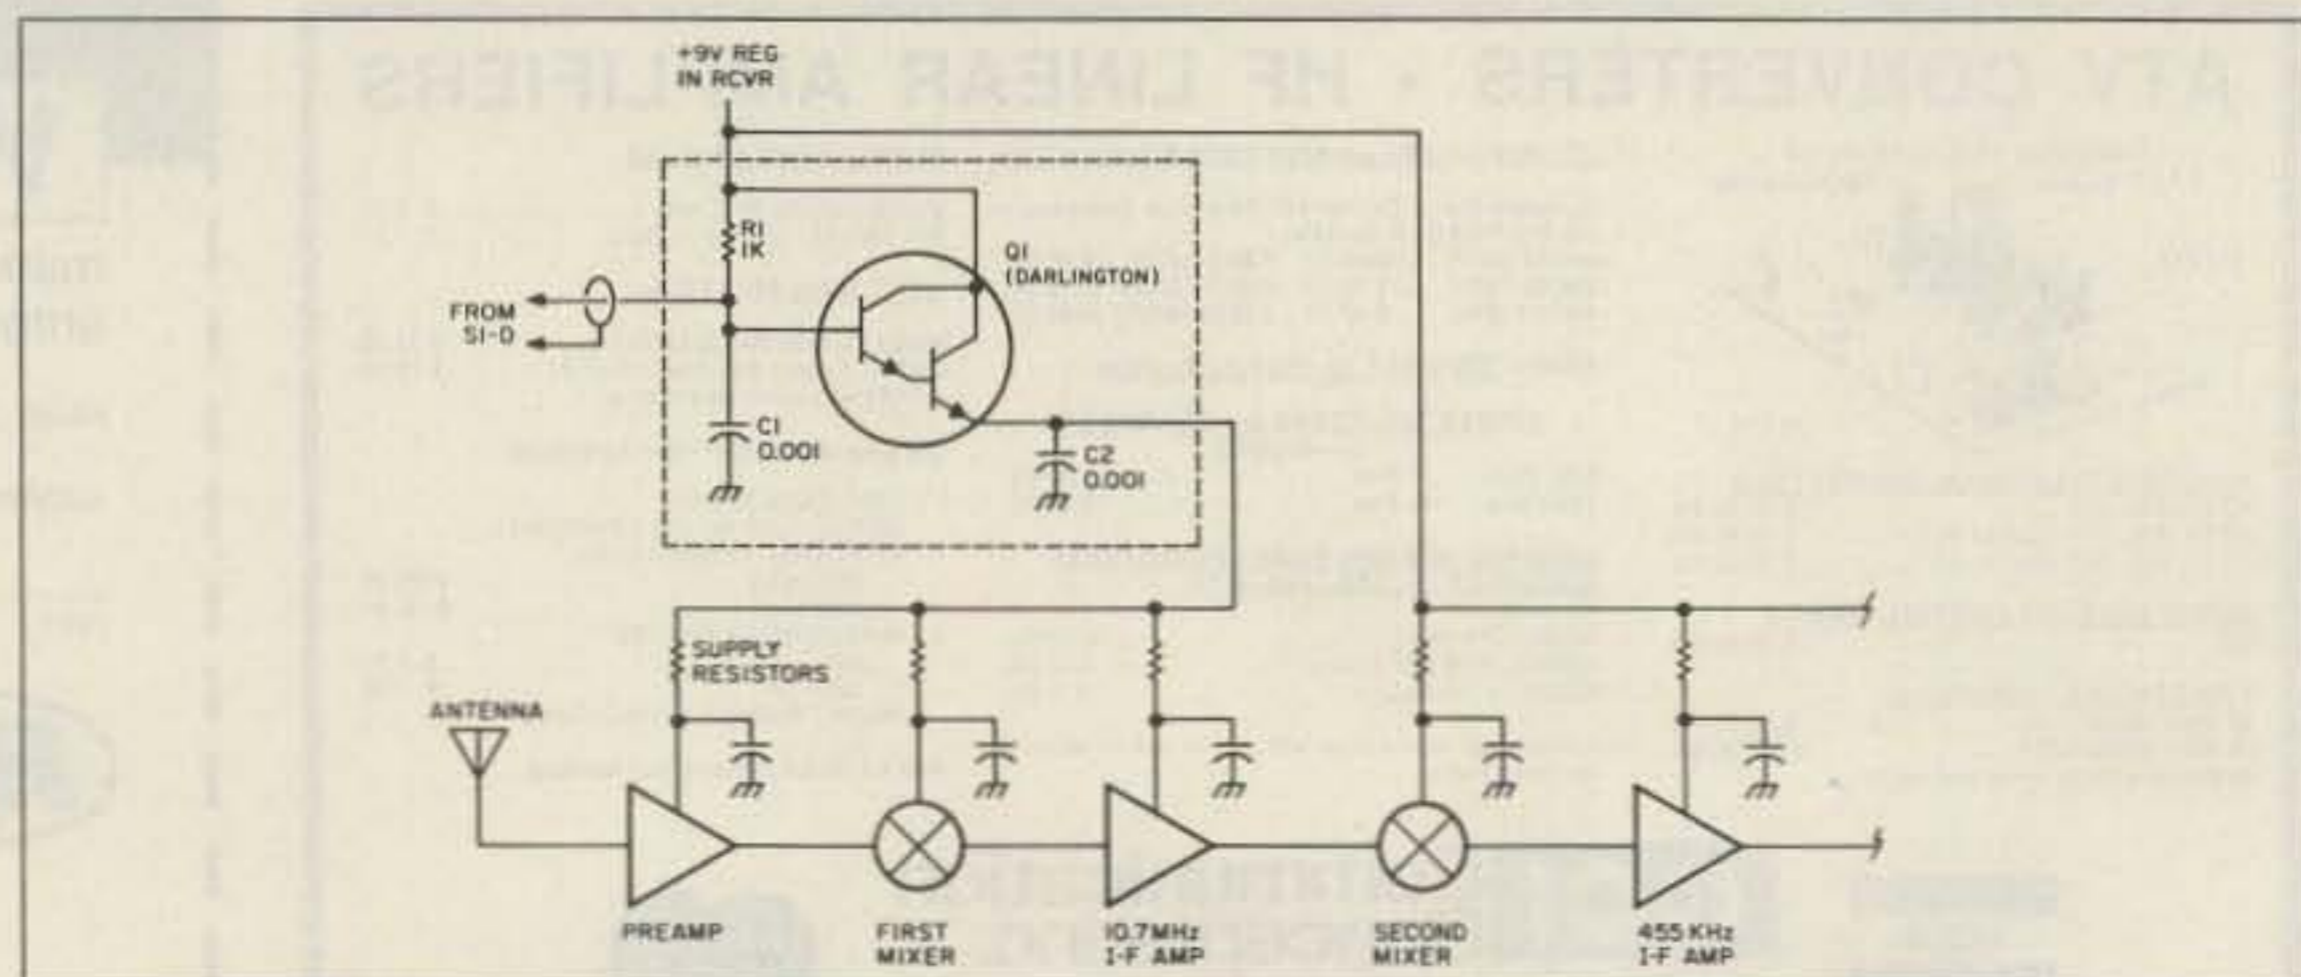 +9V REG
IN RCVR
R1
1K
Q1
(DARLINGTON)
FROM
S1-D
C1
0.001
C2
0.001
SUPPLY
RESISTORS
ANTENNA
PREAMP
FIRST
MIXER
10.7MHz
I-F AMP
SECOND
MIXER
455 KHz
I-F AMP